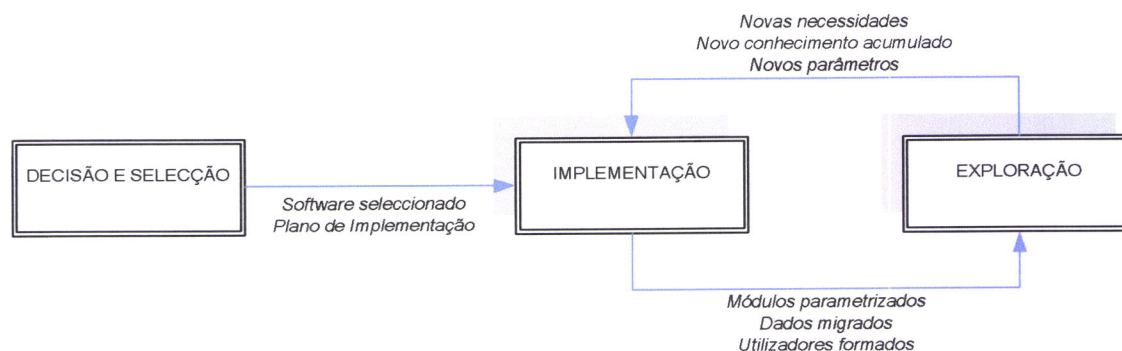 Novas necessidades
Novo conhecimento acumulado
Novos parâmetros
DECISÃO E SELECÇÃO
IMPLEMENTAÇÃO
EXPLORAÇÃO
Software seleccionado
Plano de Implementação
Módulos parametrizados
Dados migrados
Utilizadores formados